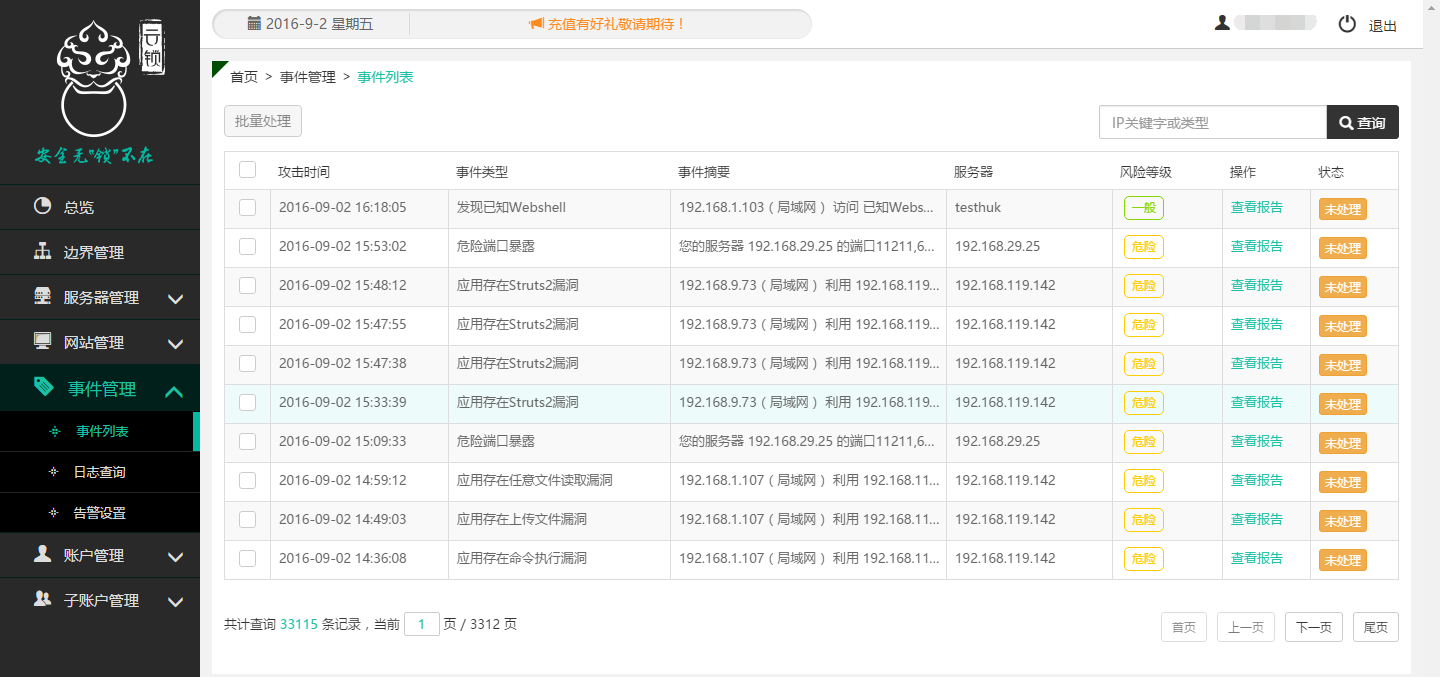 云锁
安全无"锁"不在
总览
边界管理
服务器管理
网站管理
事件管理
事件列表
日志查询
告警设置
账户管理
子账户管理
2016-9-2 星期五
充值有好礼敬请期待！
退出
首页 > 事件管理 > 事件列表
批量处理
IP关键字或类型
查询
攻击时间 事件类型 事件摘要 服务器 风险等级 操作 状态
2016-09-02 16:18:05 发现已知Webshell 192.168.1.103 ( 局域网 ) 访问 已知Webs... testhuk 一般 查看报告 未处理
2016-09-02 15:53:02 危险端口暴露 您的服务器 192.168.29.25 的端口11211,6... 192.168.29.25 危险 查看报告 未处理
2016-09-02 15:48:12 应用存在Struts2漏洞 192.168.9.73 ( 局域网 ) 利用 192.168.119... 192.168.119.142 危险 查看报告 未处理
2016-09-02 15:47:55 应用存在Struts2漏洞 192.168.9.73 ( 局域网 ) 利用 192.168.119... 192.168.119.142 危险 查看报告 未处理
2016-09-02 15:47:38 应用存在Struts2漏洞 192.168.9.73 ( 局域网 ) 利用 192.168.119... 192.168.119.142 危险 查看报告 未处理
2016-09-02 15:33:39 应用存在Struts2漏洞 192.168.9.73 ( 局域网 ) 利用 192.168.119... 192.168.119.142 危险 查看报告 未处理
2016-09-02 15:09:33 危险端口暴露 您的服务器 192.168.29.25 的端口11211,6... 192.168.29.25 危险 查看报告 未处理
2016-09-02 14:59:12 应用存在任意文件读取漏洞 192.168.1.107 ( 局域网 ) 利用 192.168.11... 192.168.119.142 危险 查看报告 未处理
2016-09-02 14:49:03 应用存在上传文件漏洞 192.168.1.107 ( 局域网 ) 利用 192.168.11... 192.168.119.142 危险 查看报告 未处理
2016-09-02 14:36:08 应用存在命令执行漏洞 192.168.1.107 ( 局域网 ) 利用 192.168.11... 192.168.119.142 危险 查看报告 未处理
共计查询 33115 条记录，当前 1 页 / 3312 页
首页 上一页 下一页 尾页